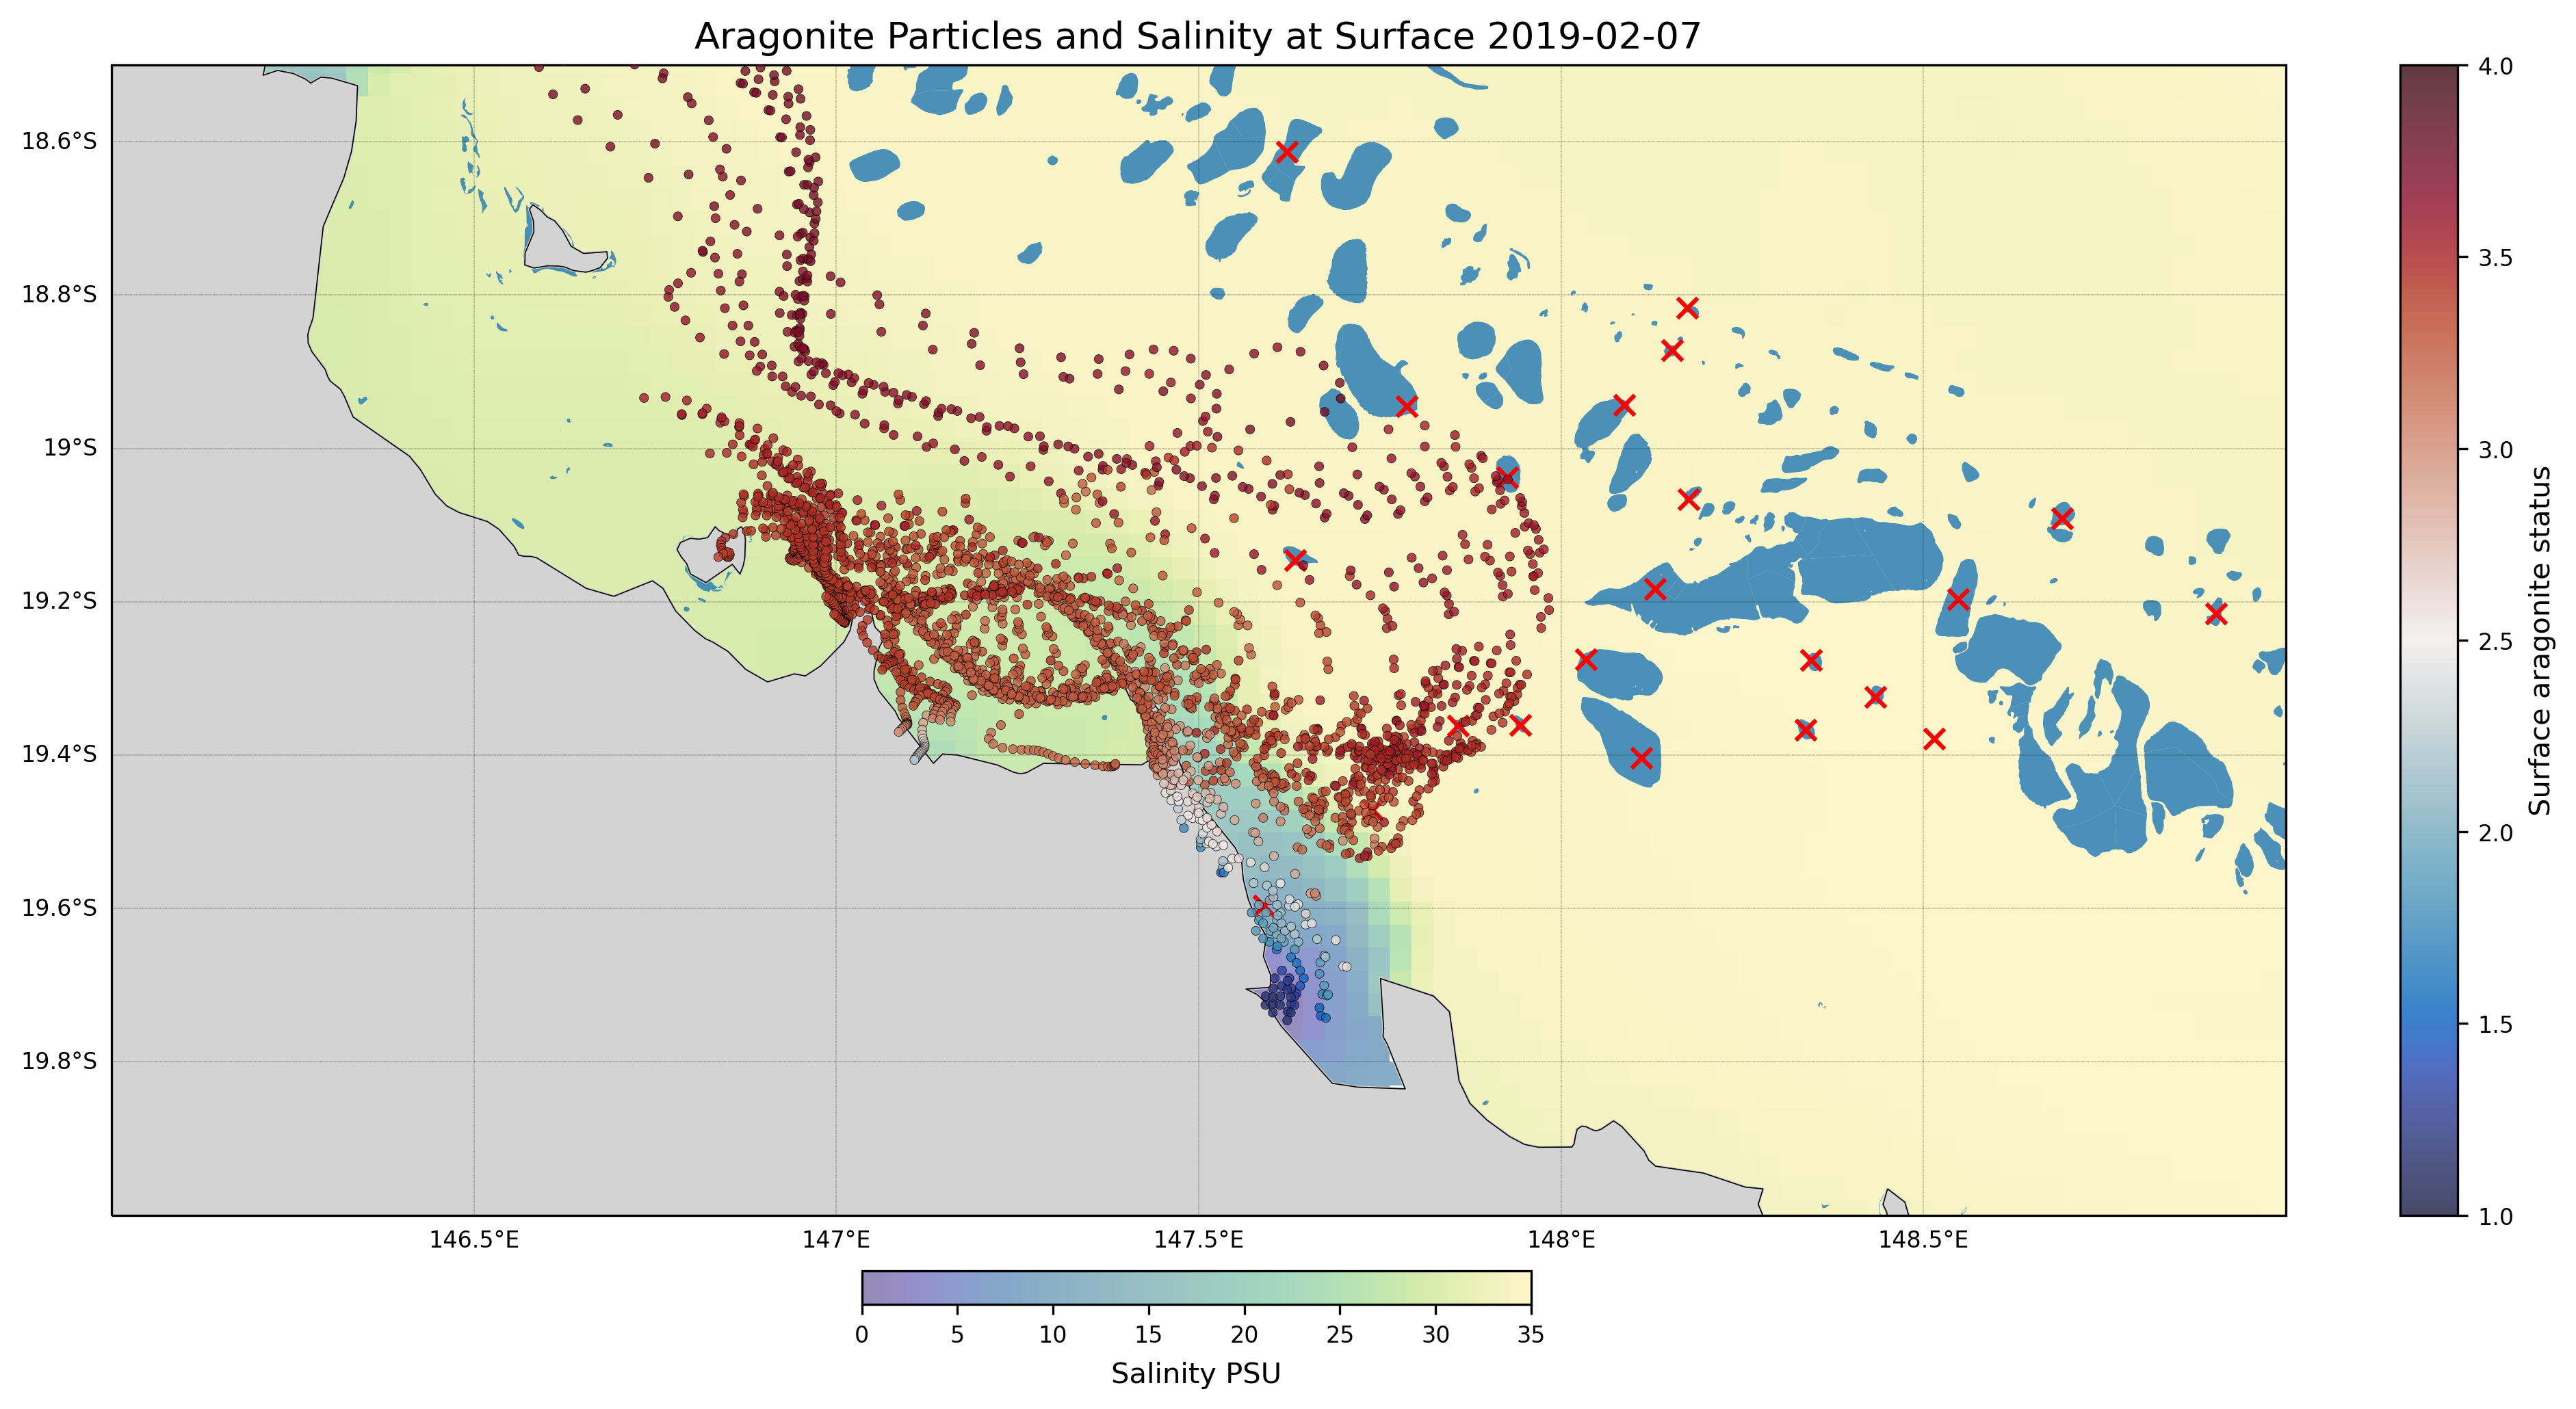 Aragonite Particles and Salinity at Surface 2019-02-07
18.6°S
18.8°S
19°S
19.2°S
19.4°S
19.6°S
19.8°S
146.5°E
147°E
147.5°E
148°E
148.5°E
0
5
10
15
20
25
30
35
Salinity PSU
4.0
3.5
3.0
2.5
2.0
1.5
1.0
Surface aragonite status